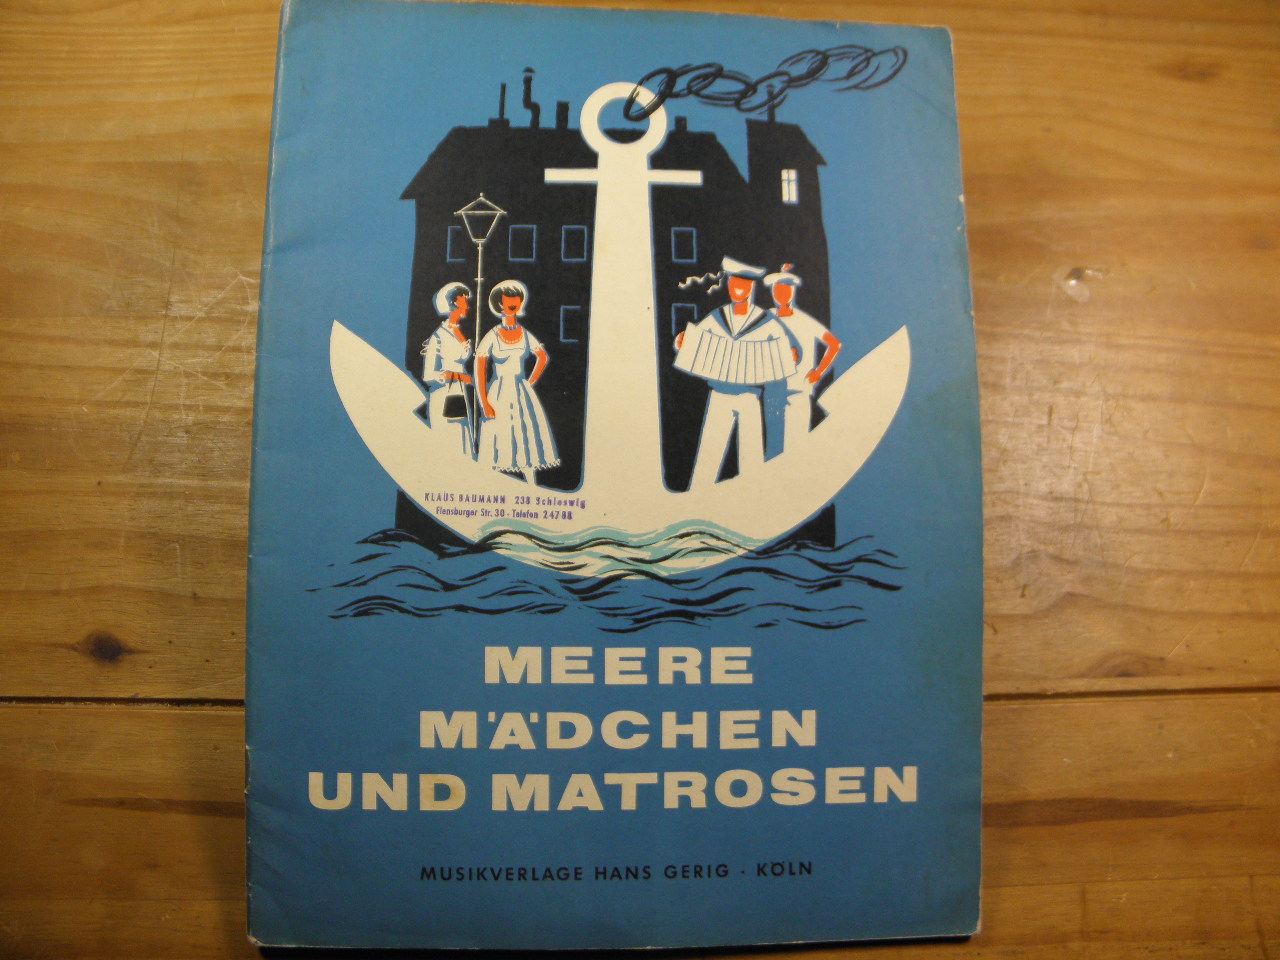 KLAUS BAUMANN 238 Schleswig
Flensburger Str. 30 - Telefon 24788
MEERE
MÄDCHEN
UND MATROSEN
MUSIKVERLAGE HANS GERIG · KÖLN